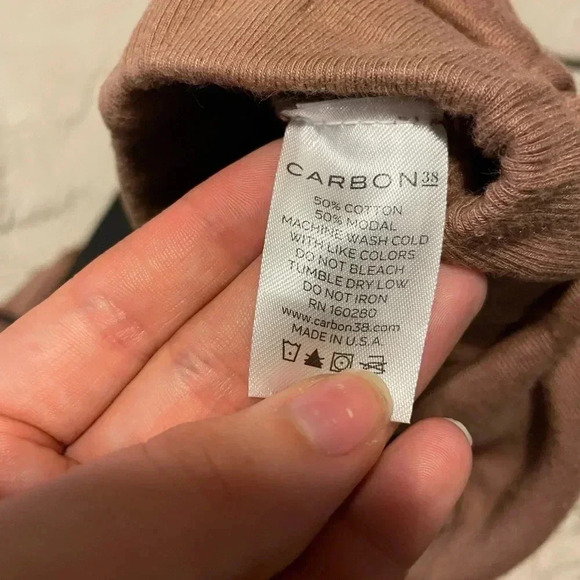 CARBON38
50% COTTON
50% MODAL
MACHINE WASH COLD
WITH LIKE COLORS
DO NOT BLEACH
TUMBLE DRY LOW
DO NOT IRON
RN 160280
www.carbon38.com
MADE IN U.S.A.